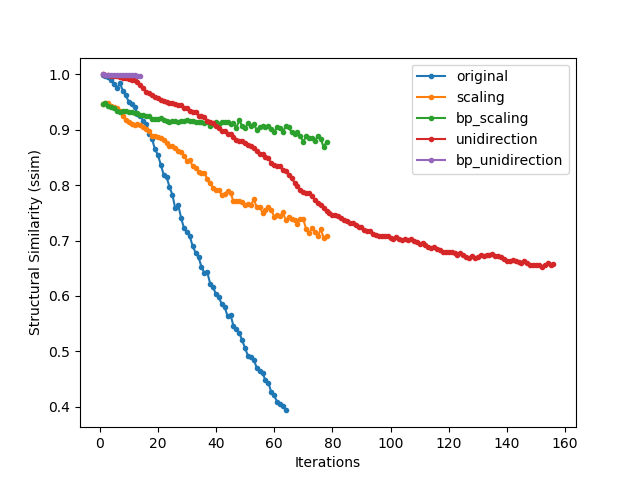 original
scaling
bp_scaling
unidirection
bp_unidirection
1.0
0.9
0.8
0.7
0.6
0.5
0.4
Structural Similarity (ssim)
0 20 40 60 80 100 120 140 160
Iterations